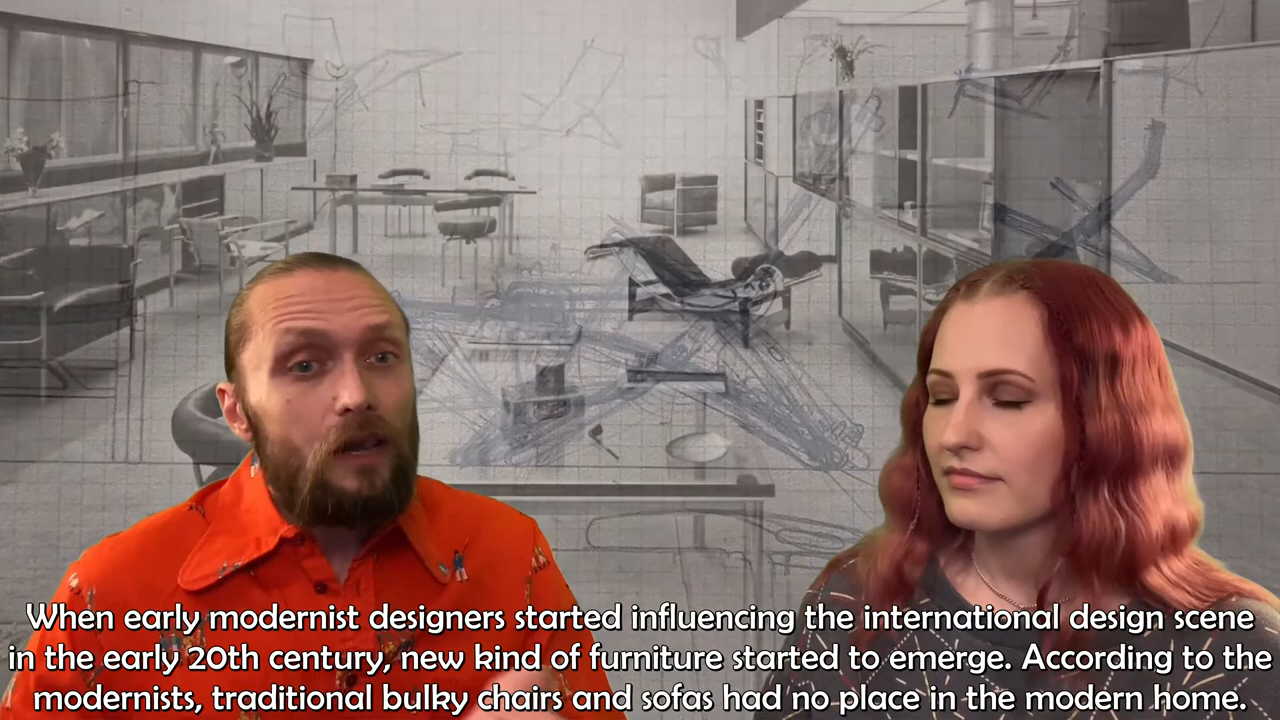 When early modernist designers started influencing the international design scene
in the early 20th century, new kind of furniture started to emerge. According to the
modernists, traditional bulky chairs and sofas had no place in the modern home.